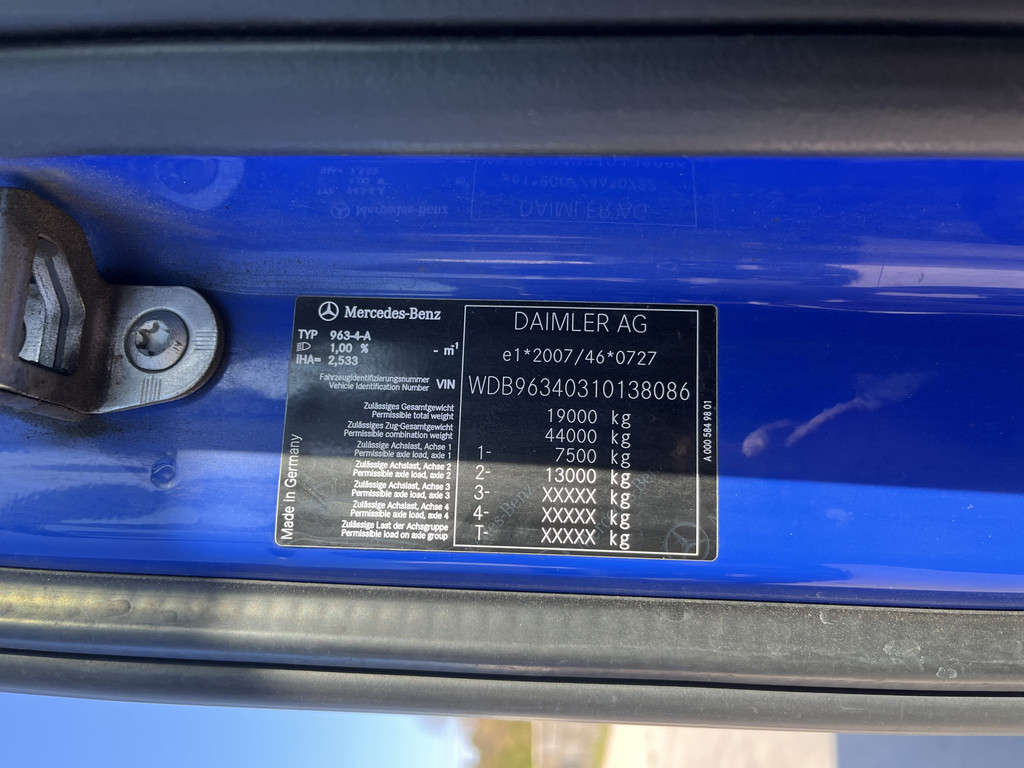 Mercedes-Benz
TYP 963-4-A
1,00 % - m-1
iHA= 2,533
Fahrzeugidentifizierungsnummer
Vehicle Identification Number VIN
DAIMLER AG
e1*2007/46*0727
WDB96340310138086
Zulässiges Gesamtgewicht
Permissible total weight 19000 kg
Zulässiges Zug-Gesamtgewicht
Permissible combination weight 44000 kg
Zulässige Achslast, Achse 1
Permissible axle load, axle 1 1- 7500 kg
Zulässige Achslast, Achse 2
Permissible axle load, axle 2 2- 13000 kg
Zulässige Achslast, Achse 3
Permissible axle load, axle 3 3- XXXXX kg
Zulässige Achslast, Achse 4
Permissible axle load, axle 4 4- XXXXX kg
Zulässige Last der Achsgruppe
Permissible load on axle group T- XXXXX kg
Made in Germany
A 000 584 98 01